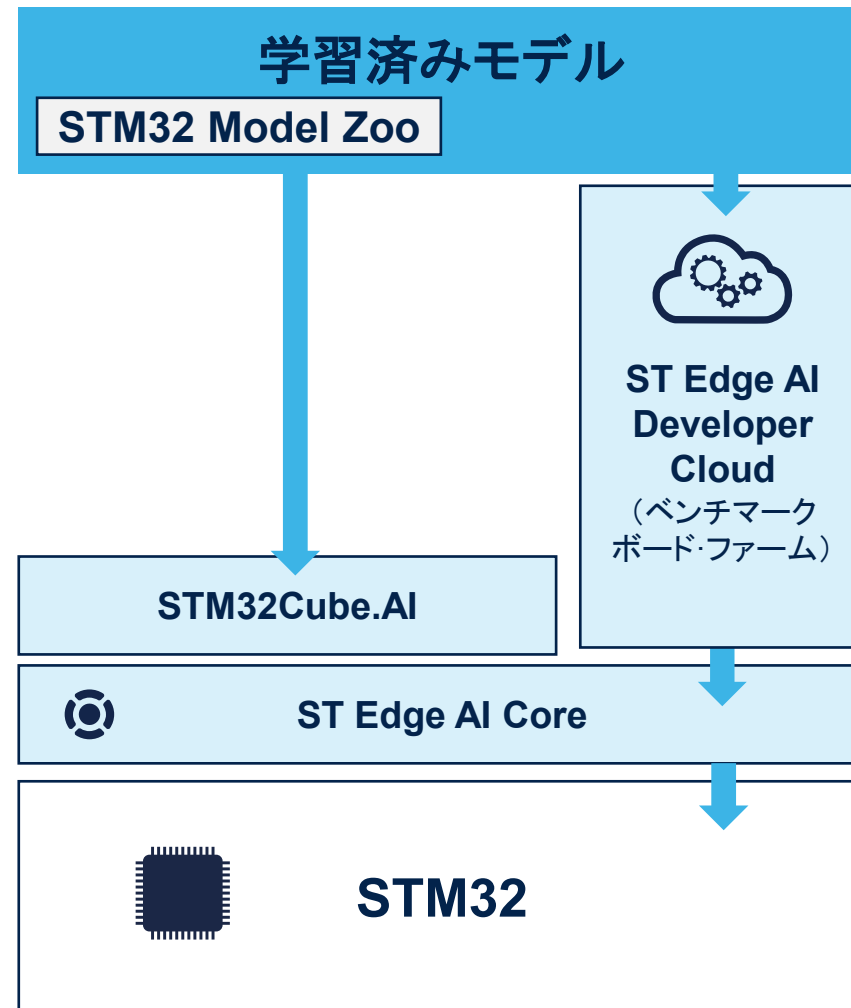 学習済みモデル
STM32 Model Zoo
ST Edge AI
Developer
Cloud
（ベンチマーク
ボード·ファーム）
STM32Cube.AI
ST Edge AI Core
STM32